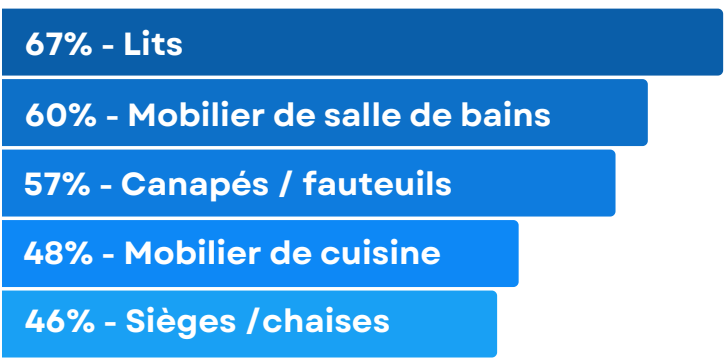 67% - Lits
60% - Mobilier de salle de bains
57% - Canapés / fauteuils
48% - Mobilier de cuisine
46% - Sièges /chaises